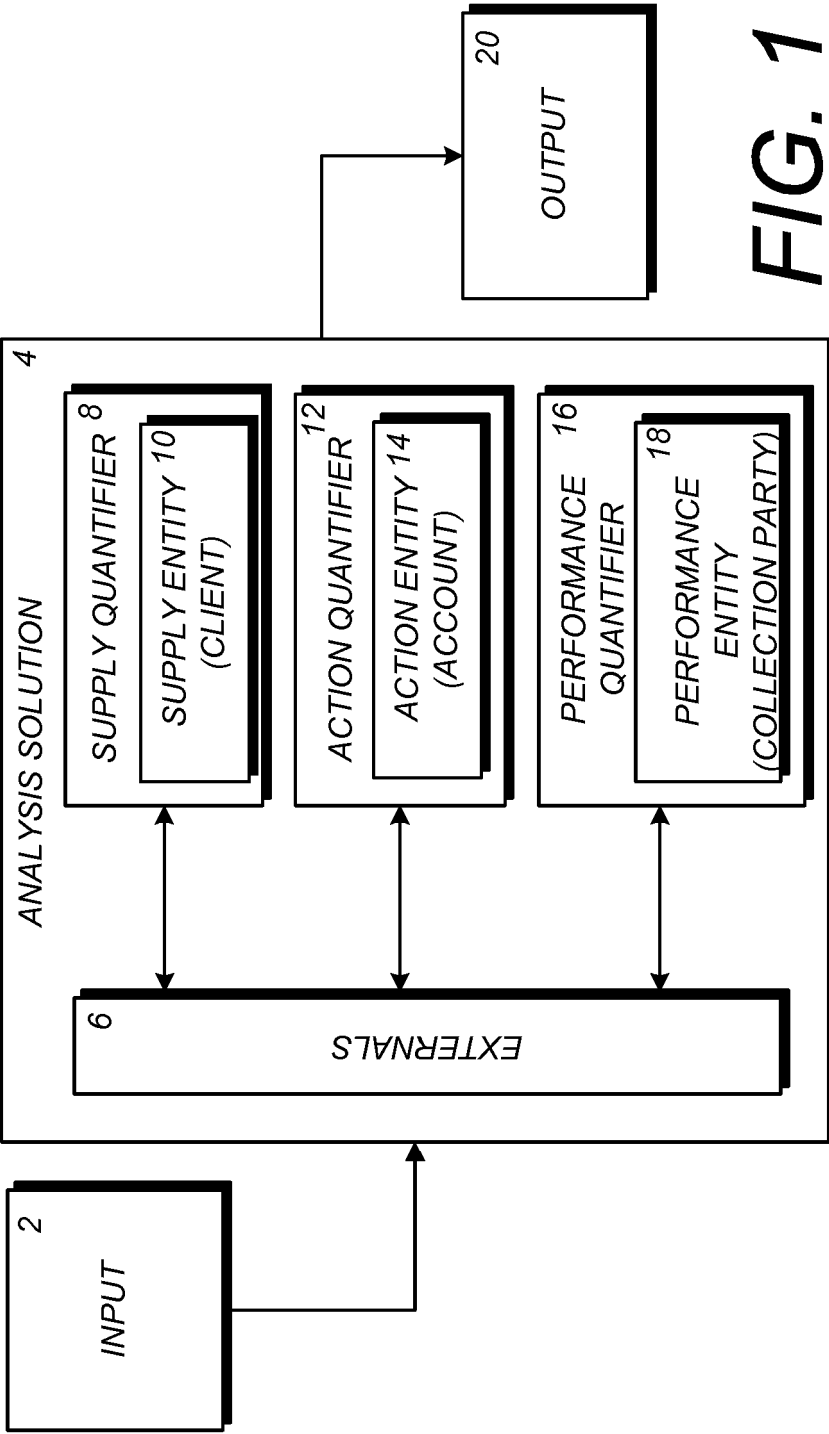 INPUT
2
ANALYSIS SOLUTION
4
EXTERNALS
6
SUPPLY QUANTIFIER
8
SUPPLY ENTITY
(CLIENT)
10
ACTION QUANTIFIER
12
ACTION ENTITY
(ACCOUNT)
14
PERFORMANCE
QUANTIFIER
16
PERFORMANCE
ENTITY
(COLLECTION PARTY)
18
OUTPUT
20
FIG. 1